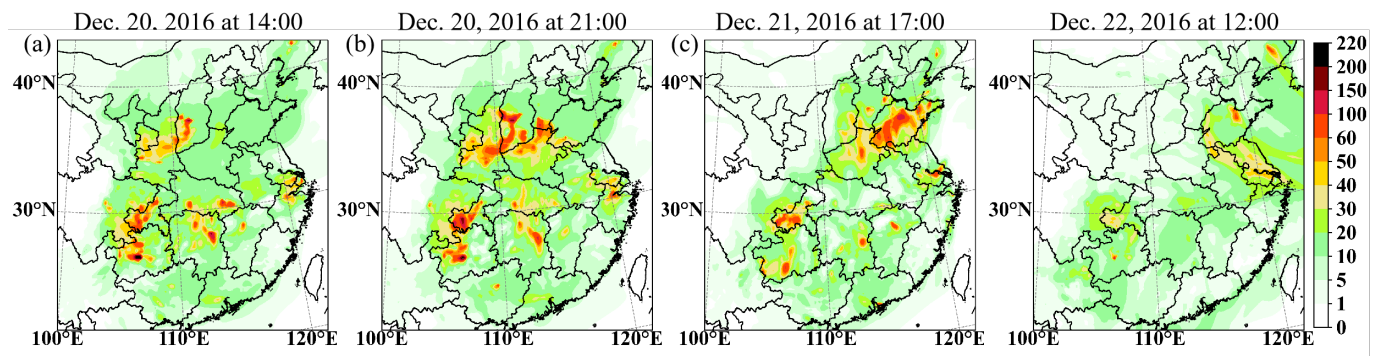 Dec. 20, 2016 at 14:00
Dec. 20, 2016 at 21:00
Dec. 21, 2016 at 17:00
Dec. 22, 2016 at 12:00
(a)
(b)
(c)
40°N
30°N
100°E
110°E
120°E
40°N
30°N
100°E
110°E
120°E
40°N
30°N
100°E
110°E
120°E
40°N
30°N
100°E
110°E
120°E
220
200
150
100
60
50
40
30
20
10
5
1
0